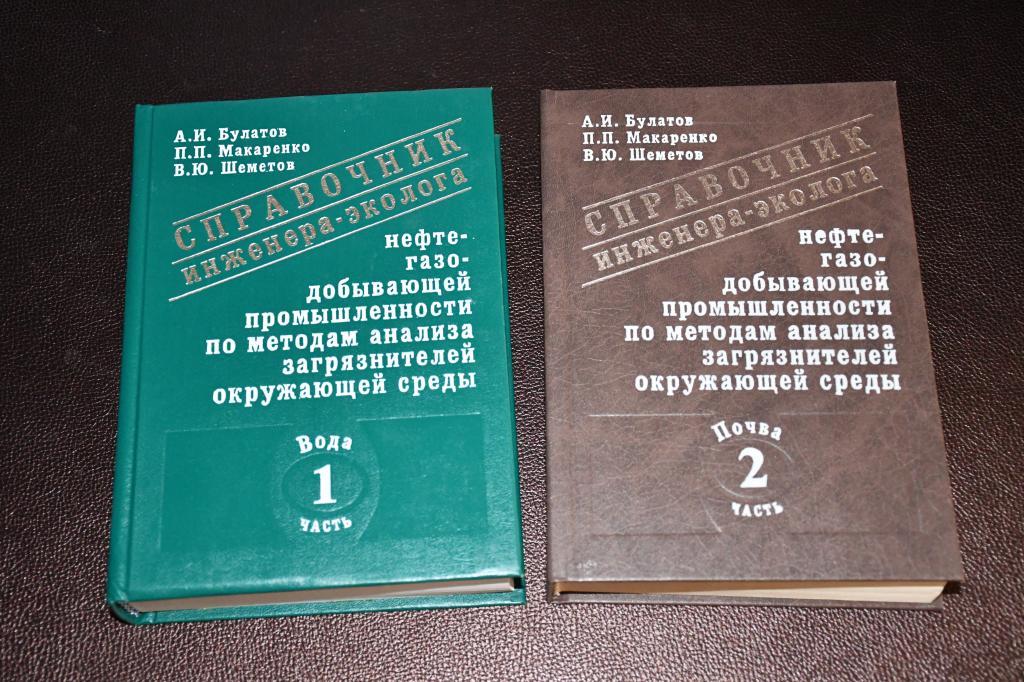 А.И. Булатов
П.П. Макаренко
В.Ю. Шеметов
СПРАВОЧНИК
инженера-эколога
нефте-
газо-
добывающей
промышленности
по методам анализа
загрязнителей
окружающей среды
Вода
1
ЧАСТЬ
А.И. Булатов
П.П. Макаренко
В.Ю. Шеметов
СПРАВОЧНИК
инженера-эколога
нефте-
газо-
добывающей
промышленности
по методам анализа
загрязнителей
окружающей среды
Почва
2
ЧАСТЬ